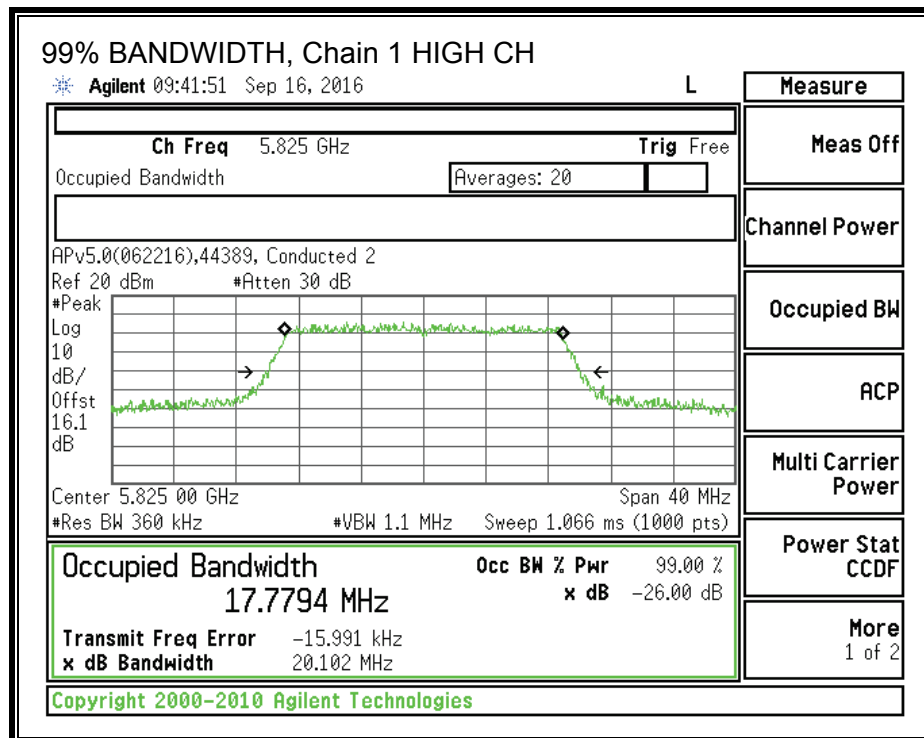 99% BANDWIDTH, Chain 1 HIGH CH
Agilent 09:41:51 Sep 16, 2016 L
Measure
Ch Freq 5.825 GHz Trig Free
Meas Off
Occupied Bandwidth Averages: 20
Channel Power
APv5.0(062216),44389, Conducted 2
Ref 20 dBm #Atten 30 dB
#Peak
Log
10
dB/
Offst
16.1
dB
Occupied BW
ACP
Multi Carrier
Power
Center 5.825 00 GHz Span 40 MHz
#Res BW 360 kHz #VBW 1.1 MHz Sweep 1.066 ms (1000 pts)
Power Stat
CCDF
Occupied Bandwidth Occ BW % Pwr 99.00 %
17.7794 MHz x dB -26.00 dB
Transmit Freq Error -15.991 kHz
x dB Bandwidth 20.102 MHz
More
1 of 2
Copyright 2000-2010 Agilent Technologies